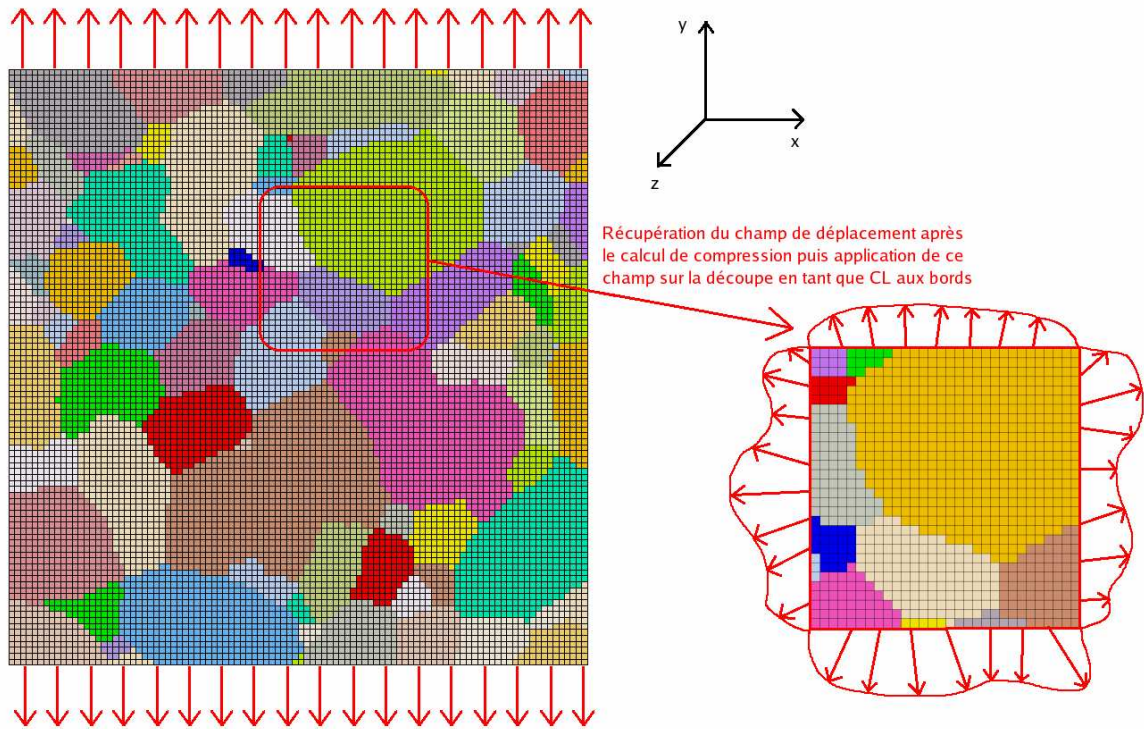 y
x
z
Récupération du champ de déplacement après
le calcul de compression puis application de ce
champ sur la découpe en tant que CL aux bords